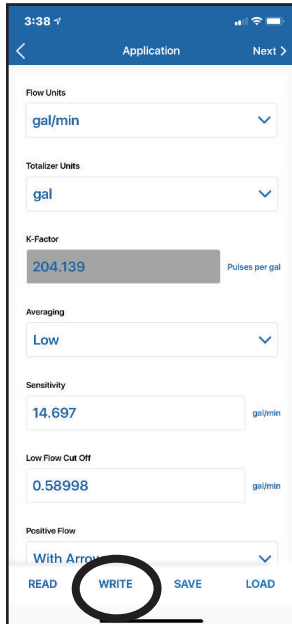 3:38
Application
Next >
Flow Units
gal/min
Totalizer Units
gal
K-Factor
204.139 Pulses per gal
Averaging
Low
Sensitivity
14.697 gal/min
Low Flow Cut Off
0.58998 gal/min
Positive Flow
With Arrow
READ WRITE SAVE LOAD